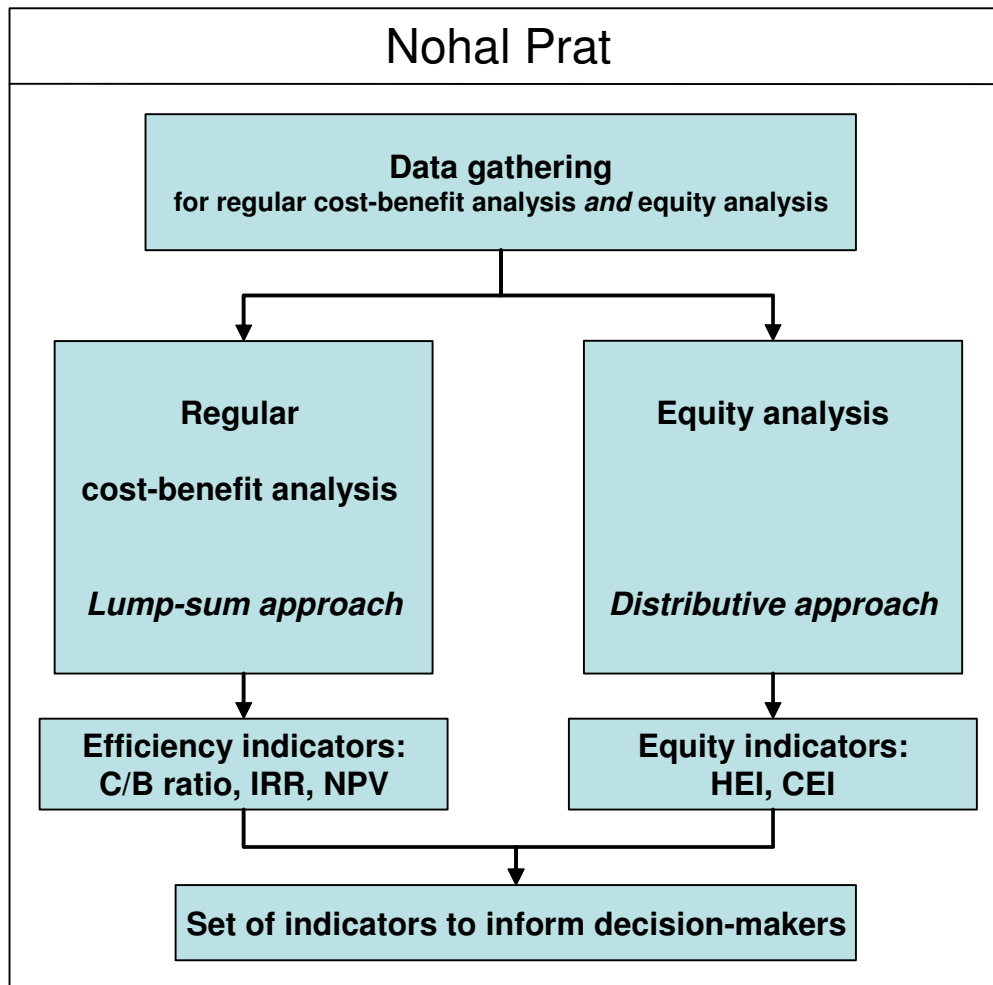 Nohal Prat
Data gathering
for regular cost-benefit analysis and equity analysis
Regular
cost-benefit analysis
Lump-sum approach
Equity analysis
Distributive approach
Efficiency indicators:
C/B ratio, IRR, NPV
Equity indicators:
HEI, CEI
Set of indicators to inform decision-makers